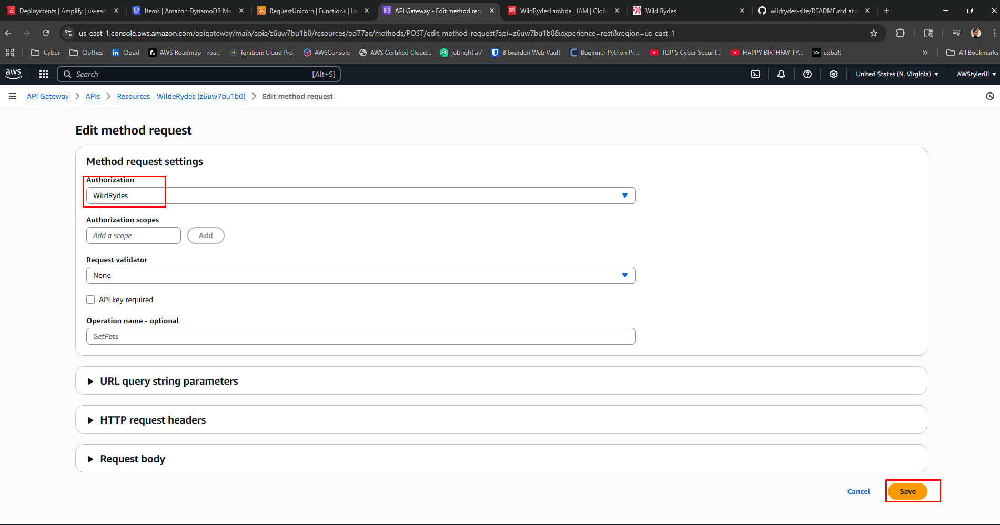 Deployments | Amplify | us-east
Items | Amazon DynamoDB Ma
RequestUnicorn | Functions | La
API Gateway - Edit method requ
WildRydesLambda | IAM | Globa
Wild Rydes
wildrydes-site/README.md at m
us-east-1.console.aws.amazon.com/apigateway/main/apis/z6uw7bu1b0/resources/od77ac/methods/POST/edit-method-request?api=z6uw7bu1b0&experience=rest&region=us-east-1
Cyber
Clothes
Cloud
AWS Roadmap - roa...
Ignition: Cloud Proj
AWSConsole
AWS Certified Cloud...
jobright.ai/
Bitwarden Web Vault
Beginner Python Pr...
TOP 5 Cyber Securit...
HAPPY BIRTHFAY TY...
cobalt
All Bookmarks
aws
Search
[Alt+S]
United States (N. Virginia)
AWStylerlii
API Gateway
APIs
Resources - WildeRydes (z6uw7bu1b0)
Edit method request
Edit method request
Method request settings
Authorization
WildRydes
Authorization scopes
Add a scope
Add
Request validator
None
API key required
Operation name - optional
GetPets
URL query string parameters
HTTP request headers
Request body
Cancel
Save